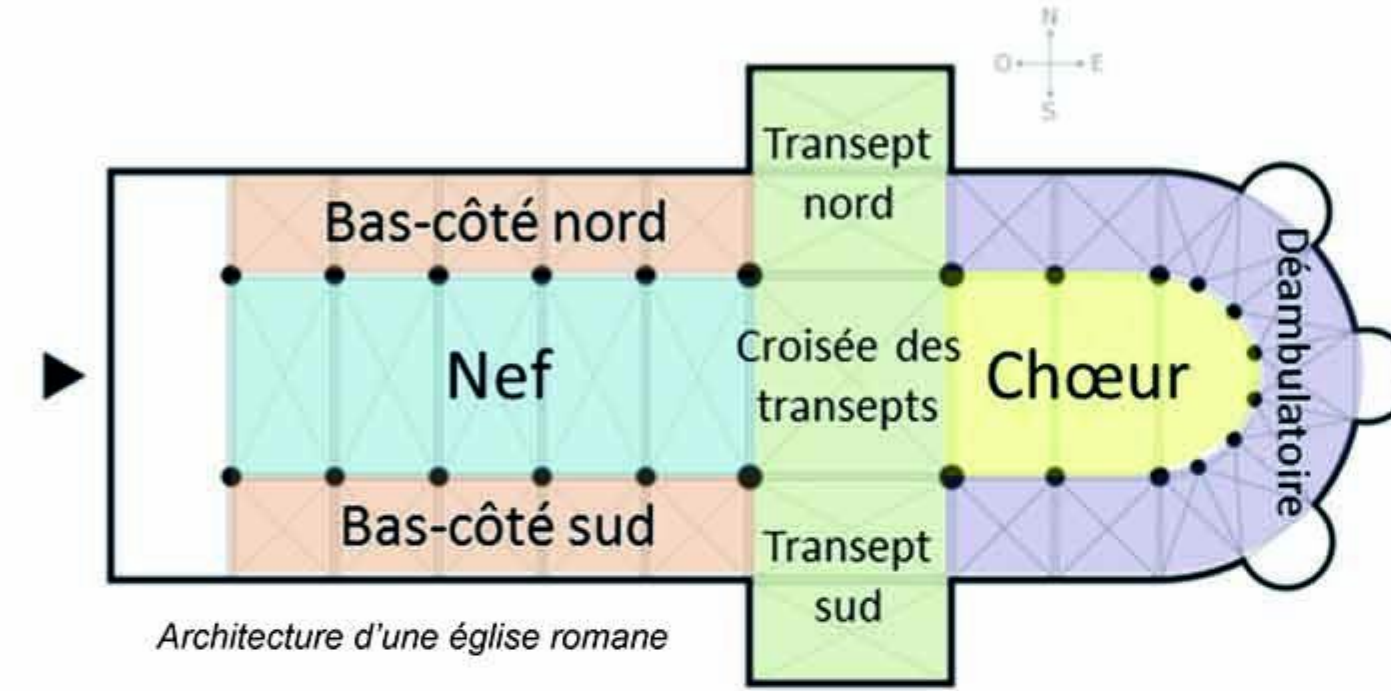 N
O E
S
Transept
nord
Bas-côté nord
Déambulatoire
Nef
Croisée des
transepts
Chœur
Bas-côté sud
Transept
sud
Architecture d'une église romane